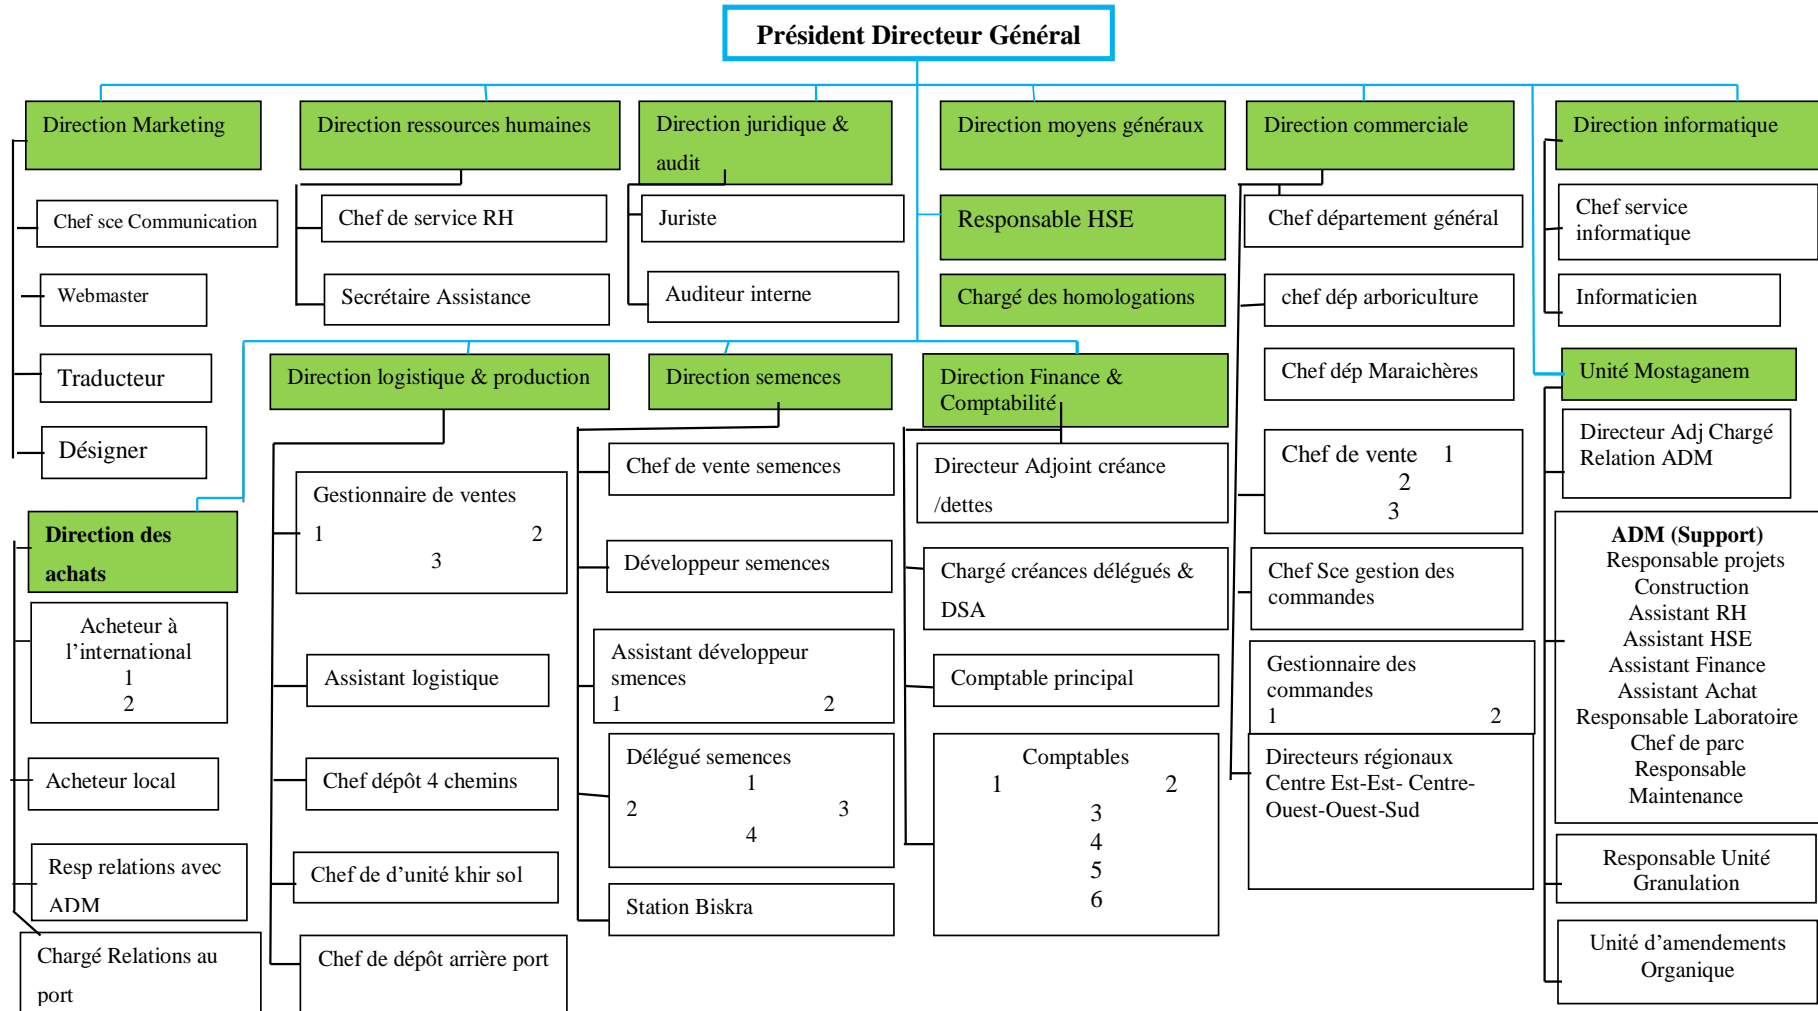 Président Directeur Général
Direction Marketing
Chef sce Communication
Webmaster
Traducteur
Désigner
Direction ressources humaines
Chef de service RH
Secrétaire Assistance
Direction juridique &
audit
Juriste
Auditeur interne
Direction moyens généraux
Responsable HSE
Chargé des homologations
Direction commerciale
Chef département général
chef dép arboriculture
Chef dép Maraichères
Chef de vente 1
2
3
Chef Sce gestion des
commandes
Gestionnaire des
commandes
1 2
Directeurs régionaux
Centre Est-Est- Centre-
Ouest-Ouest-Sud
Direction informatique
Chef service
informatique
Informaticien
Unité Mostaganem
Directeur Adj Chargé
Relation ADM
ADM (Support)
Responsable projets
Construction
Assistant RH
Assistant HSE
Assistant Finance
Assistant Achat
Responsable Laboratoire
Chef de parc
Responsable
Maintenance
Responsable Unité
Granulation
Unité d’amendements
Organique
Direction des
achats
Acheteur à
l’international
1
2
Acheteur local
Resp relations avec
ADM
Chargé Relations au
port
Direction logistique & production
Gestionnaire de ventes
1 2
3
Assistant logistique
Chef dépôt 4 chemins
Chef de d’unité khir sol
Chef de dépôt arrière port
Direction semences
Chef de vente semences
Développeur semences
Assistant développeur
smences
1 2
Délégué semences
1
2 3
4
Station Biskra
Direction Finance &
Comptabilité
Directeur Adjoint créance
/dettes
Chargé créances délégués &
DSA
Comptable principal
Comptables
1 2
3
4
5
6